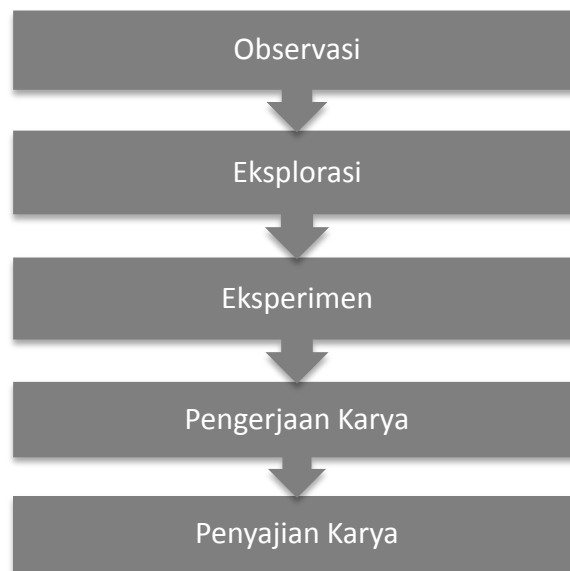 Observasi
Eksplorasi
Eksperimen
Pengerjaan Karya
Penyajian Karya